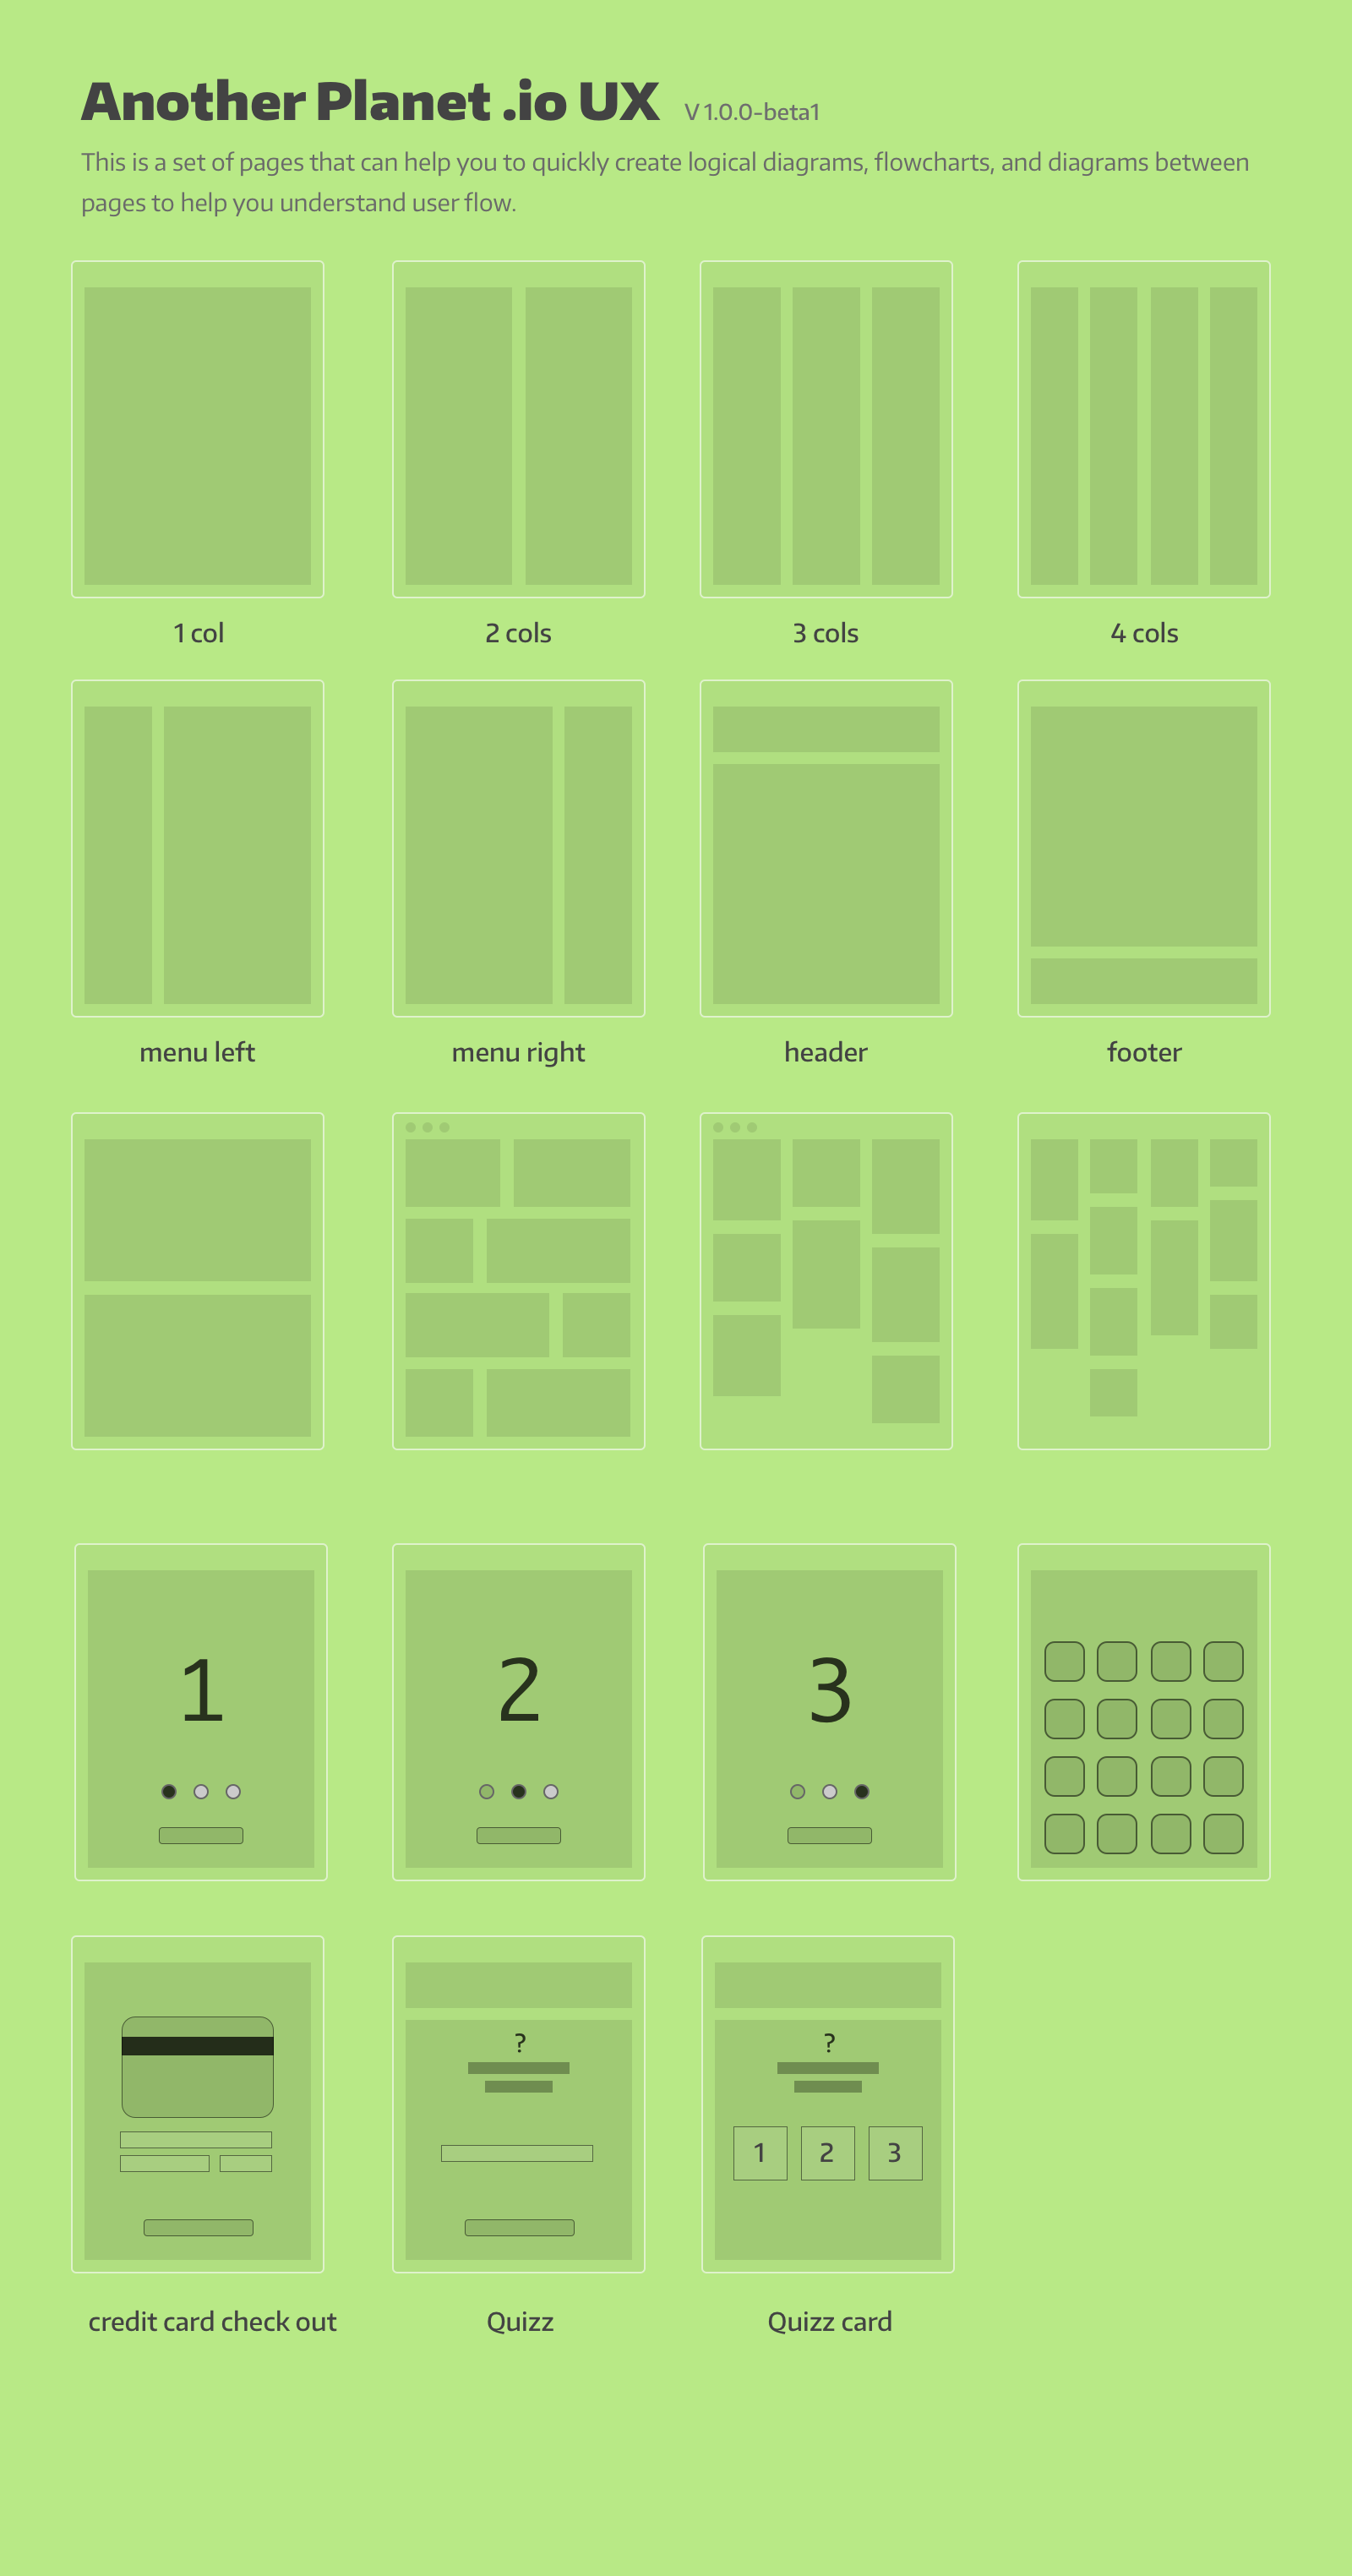 Another Planet .io UX V 1.0.0-beta1
This is a set of pages that can help you to quickly create logical diagrams, flowcharts, and diagrams between
pages to help you understand user flow.
1 col
2 cols
3 cols
4 cols
menu left
menu right
header
footer
1
2
3
?
?
1 2 3
credit card check out
Quizz
Quizz card